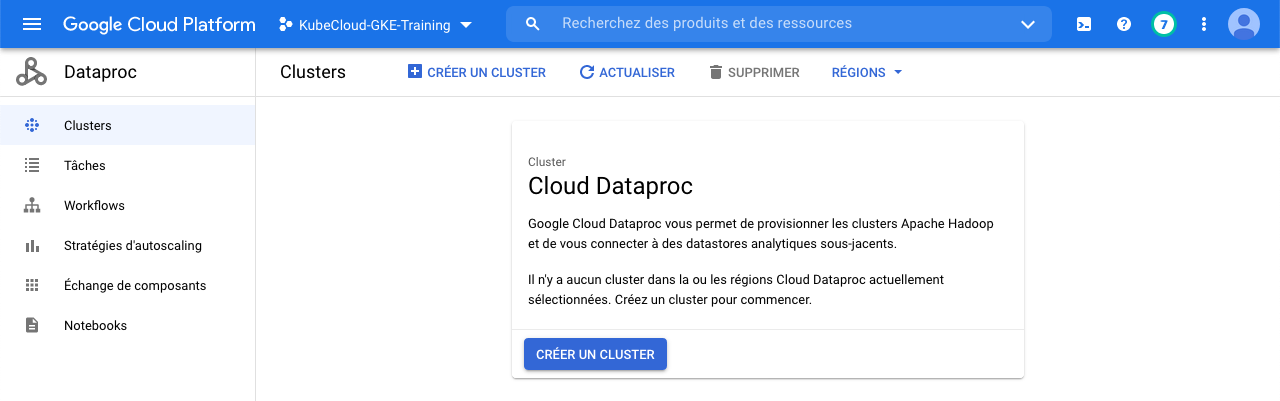 Google Cloud Platform
KubeCloud-GKE-Training
Recherchez des produits et des ressources
7
Dataproc
Clusters
CRÉER UN CLUSTER
ACTUALISER
SUPPRIMER
RÉGIONS
Clusters
Tâches
Workflows
Stratégies d'autoscaling
Échange de composants
Notebooks
Cluster
Cloud Dataproc
Google Cloud Dataproc vous permet de provisionner les clusters Apache Hadoop
et de vous connecter à des datastores analytiques sous-jacents.
Il n'y a aucun cluster dans la ou les régions Cloud Dataproc actuellement
sélectionnées. Créez un cluster pour commencer.
CRÉER UN CLUSTER